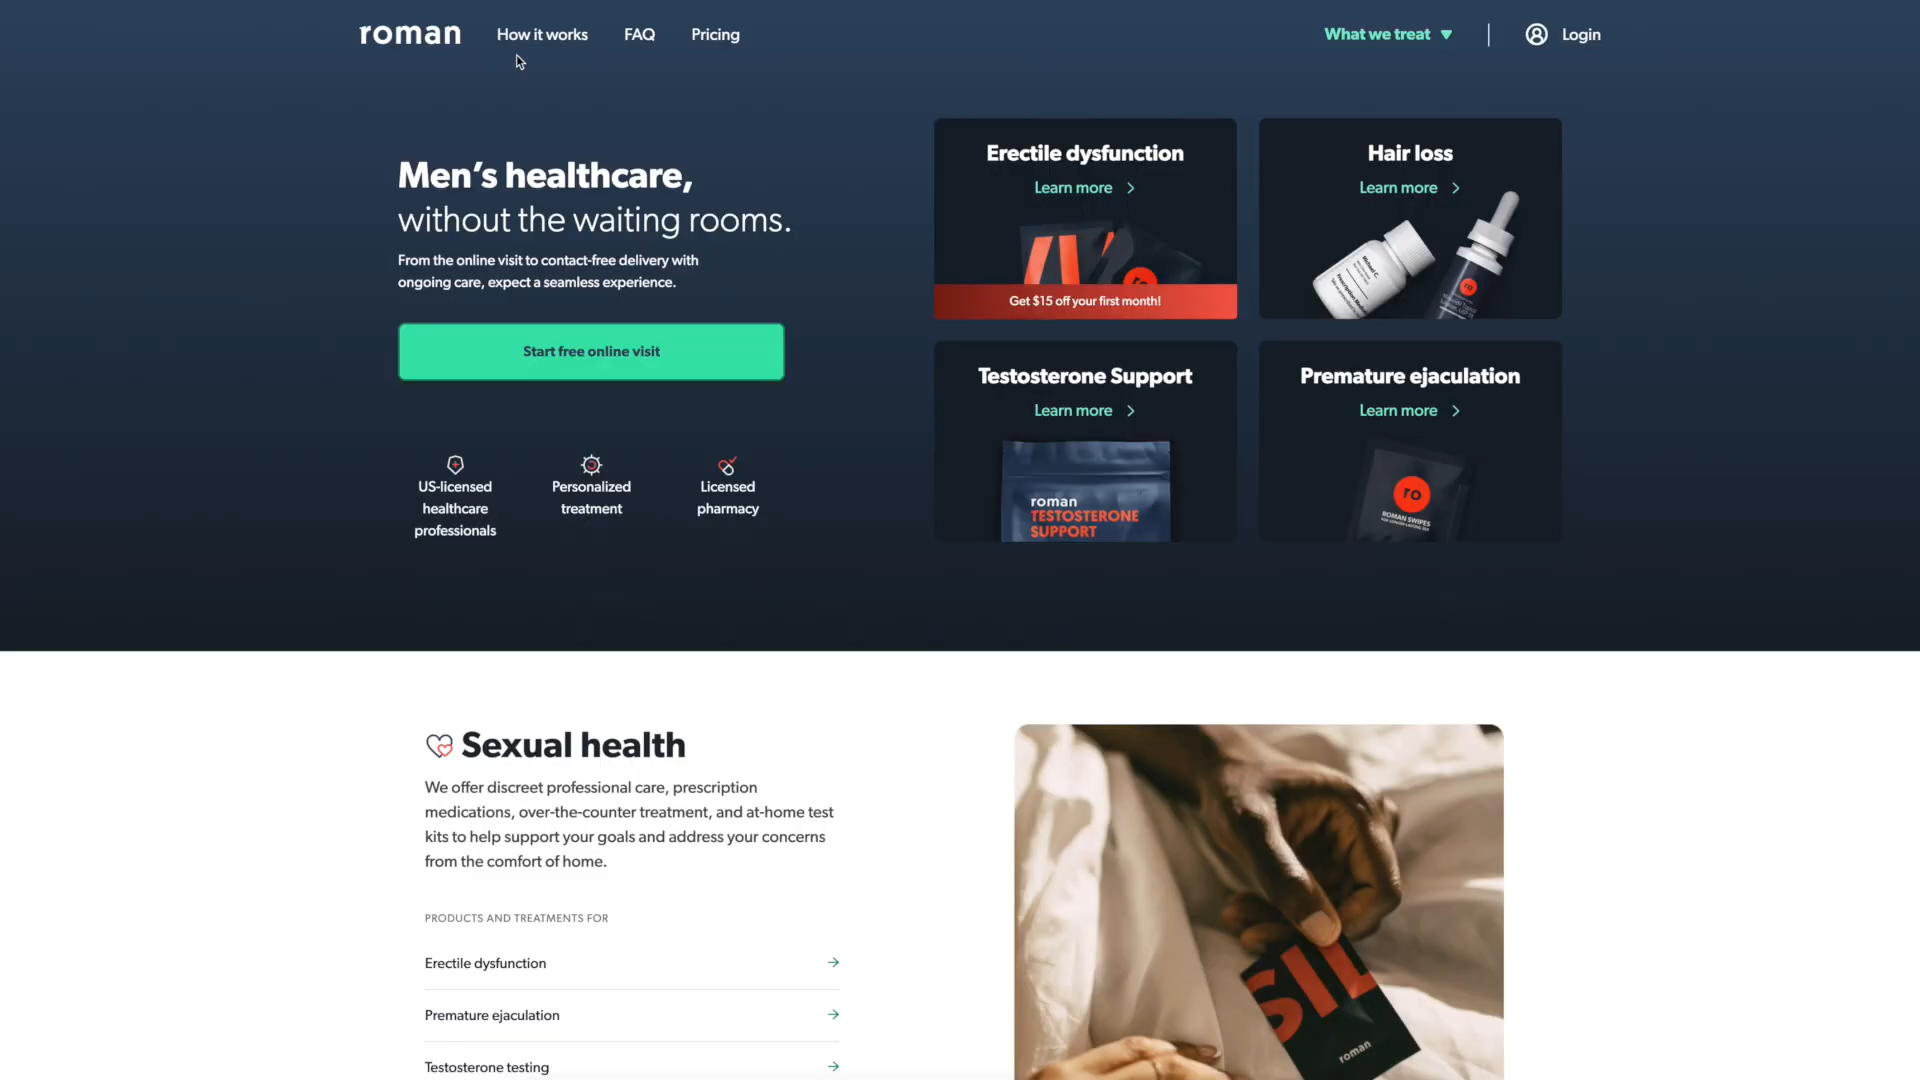 roman
How it works
FAQ
Pricing
What we treat
Login
Men's healthcare,
without the waiting rooms.
From the online visit to contact-free delivery with
ongoing care, expect a seamless experience.
Start free online visit
US-licensed
healthcare
professionals
Personalized
treatment
Licensed
pharmacy
Erectile dysfunction
Learn more
Get $15 off your first month!
Hair loss
Learn more
Michael C.
ro
Testosterone Support
Learn more
roman
TESTOSTERONE
SUPPORT
Premature ejaculation
Learn more
ro
ROMAN SWIPES
Sexual health
We offer discreet professional care, prescription
medications, over-the-counter treatment, and at-home test
kits to help support your goals and address your concerns
from the comfort of home.
PRODUCTS AND TREATMENTS FOR
Erectile dysfunction
Premature ejaculation
Testosterone testing
roman